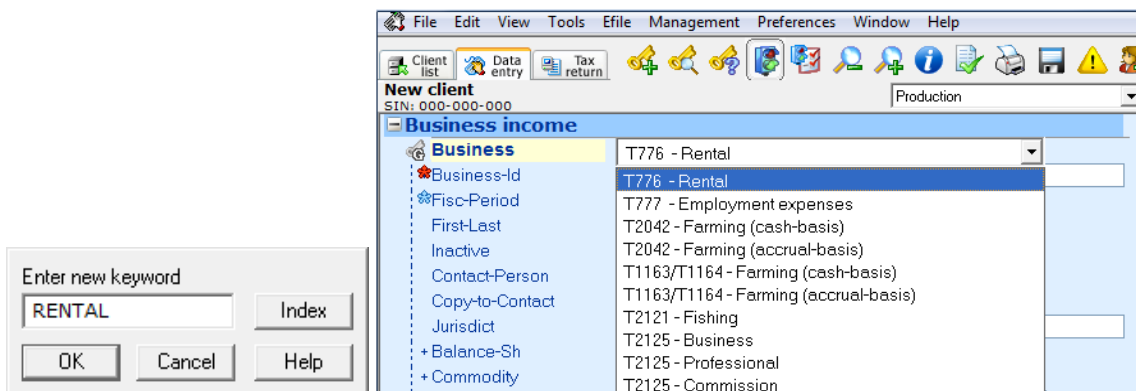 File Edit View Tools Efile Management Preferences Window Help
Client list Data entry Tax return
New client
SIN: 000-000-000
Production
Business income
Business T776 - Rental
Business-Id T776 - Rental
Fisc-Period T777 - Employment expenses
First-Last T2042 - Farming (cash-basis)
Inactive T2042 - Farming (accrual-basis)
Contact-Person T1163/T1164 - Farming (cash-basis)
Copy-to-Contact T1163/T1164 - Farming (accrual-basis)
Jurisdict T2121 - Fishing
+ Balance-Sh T2125 - Business
+ Commodity T2125 - Professional
T2125 - Commission
Enter new keyword
RENTAL Index
OK Cancel Help